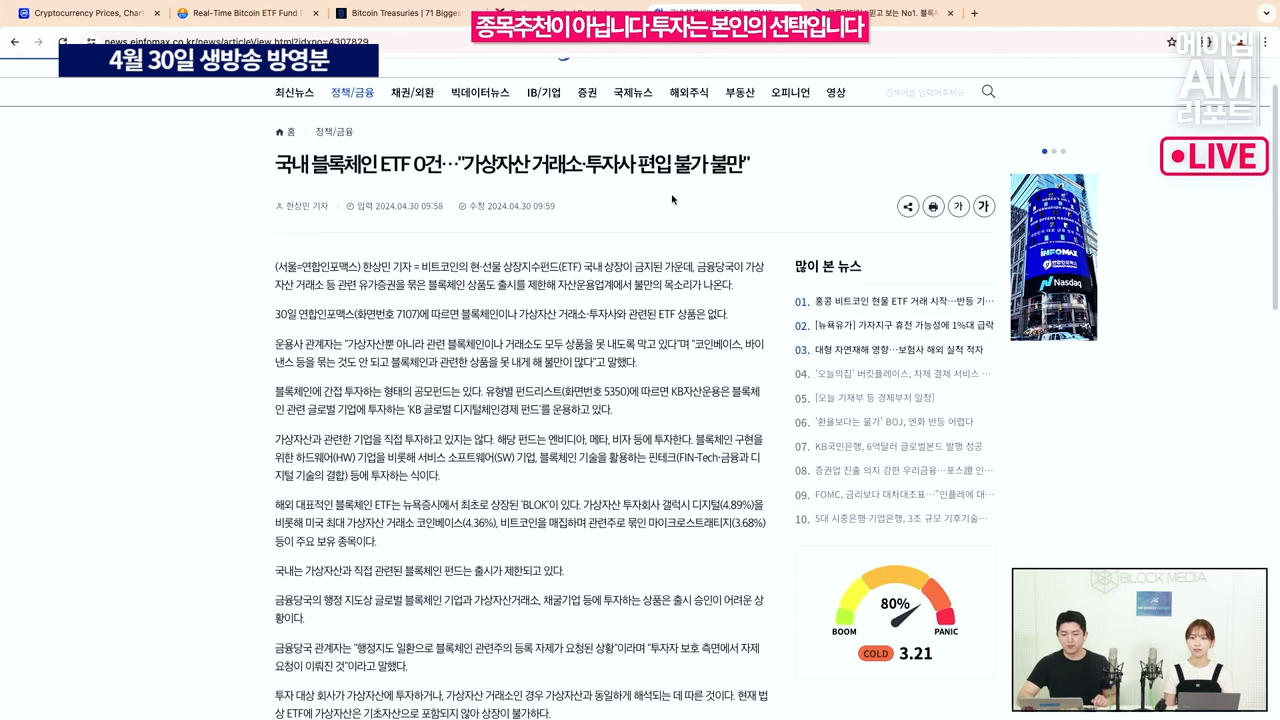 Cryptocurrency Prices, Chart
Real-Time Bitcoin ETF Fund F
Bitcoin Treasuries | 71 Bigges
종목추천이 아닙니다 투자는 본인의 선택입니다
news.einfomax.co.kr/news/articleView.html?idxno=4307829
4월 30일 생방송 방영분
에이엠
AM
리포트
LIVE
최신뉴스 정책/금융 채권/외환 빅데이터뉴스 IB/기업 증권 국제뉴스 해외주식 부동산 오피니언 영상 검색어를 입력해주세요
홈 정책/금융
국내 블록체인 ETF 0건…"가상자산 거래소·투자사 편입 불가 불만"
한상민 기자 입력 2024.04.30 09:58 수정 2024.04.30 09:59
가 가
(서울=연합인포맥스) 한상민 기자 = 비트코인의 현·선물 상장지수펀드(ETF) 국내 상장이 금지된 가운데, 금융당국이 가상
자산 거래소 등 관련 유가증권을 묶은 블록체인 상품도 출시를 제한해 자산운용업계에서 불만의 목소리가 나온다.
30일 연합인포맥스(화면번호 7107)에 따르면 블록체인이나 가상자산 거래소·투자사와 관련된 ETF 상품은 없다.
운용사 관계자는 "가상자산뿐 아니라 관련 블록체인이나 거래소도 모두 상품을 못 내도록 막고 있다"며 "코인베이스, 바이
낸스 등을 묶는 것도 안 되고 블록체인과 관련한 상품을 못 내게 해 불만이 많다"고 말했다.
블록체인에 간접 투자하는 형태의 공모펀드는 있다. 유형별 펀드리스트(화면번호 5350)에 따르면 KB자산운용은 블록체
인 관련 글로벌 기업에 투자하는 'KB 글로벌 디지털체인경제 펀드'를 운용하고 있다.
가상자산과 관련한 기업을 직접 투자하고 있지는 않다. 해당 펀드는 엔비디아, 메타, 비자 등에 투자한다. 블록체인 구현을
위한 하드웨어(HW) 기업을 비롯해 서비스 소프트웨어(SW) 기업, 블록체인 기술을 활용하는 핀테크(FIN-Tech·금융과 디
지털 기술의 결합) 등에 투자하는 식이다.
해외 대표적인 블록체인 ETF는 뉴욕증시에서 최초로 상장된 'BLOK'이 있다. 가상자산 투자회사 갤럭시 디지털(4.89%)을
비롯해 미국 최대 가상자산 거래소 코인베이스(4.36%), 비트코인을 매집하며 관련주로 묶인 마이크로스트래티지(3.68%)
등이 주요 보유 종목이다.
국내는 가상자산과 직접 관련된 블록체인 펀드는 출시가 제한되고 있다.
금융당국의 행정 지도상 글로벌 블록체인 기업과 가상자산거래소, 채굴기업 등에 투자하는 상품은 출시 승인이 어려운 상
황이다.
금융당국 관계자는 "행정지도 일환으로 블록체인 관련주의 등록 자제가 요청된 상황"이라며 "투자자 보호 측면에서 자제
요청이 이뤄진 것"이라고 말했다.
투자 대상 회사가 가상자산에 투자하거나, 가상자산 거래소인 경우 가상자산과 동일하게 해석되는 데 따른 것이다. 현재 법
상 ETF에 가상자산은 기초자산으로 포함되지 않아 상장이 불가하다.
많이 본 뉴스
01. 홍콩 비트코인 현물 ETF 거래 시작…반등 기…
02. [뉴욕유가] 가자지구 휴전 가능성에 1%대 급락
03. 대형 자연재해 영향…보험사 해외 실적 적자
04. '오늘의집' 버킷플레이스, 자체 결제 서비스 …
05. [오늘 기재부 등 경제부처 일정]
06. '환율보다는 물가' BOJ, 엔화 반등 어렵다
07. KB국민은행, 6억달러 글로벌본드 발행 성공
08. 증권업 진출 의지 강한 우리금융…포스證 인…
09. FOMC, 금리보다 대차대조표…"인플레에 대…
10. 5대 시중은행·기업은행, 3조 규모 기후기술…
80%
BOOM PANIC
COLD 3.21
INFOMAX
연합인포맥스
Nasdaq
BLOCK MEDIA